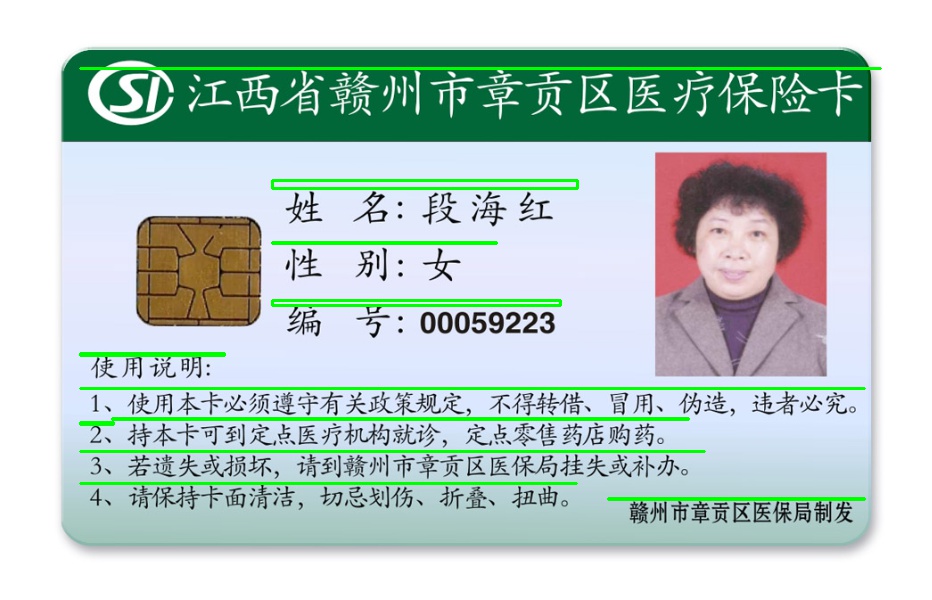 SI 江西省赣州市章贡区医疗保险卡
姓 名：段海红
性 别：女
编 号：00059223
使用说明:
1、使用本卡必须遵守有关政策规定，不得转借、冒用、伪造，违者必究。
2、持本卡可到定点医疗机构就诊，定点零售药店购药。
3、若遗失或损坏，请到赣州市章贡区医保局挂失或补办。
4、请保持卡面清洁，切忌划伤、折叠、扭曲。
赣州市章贡区医保局制发